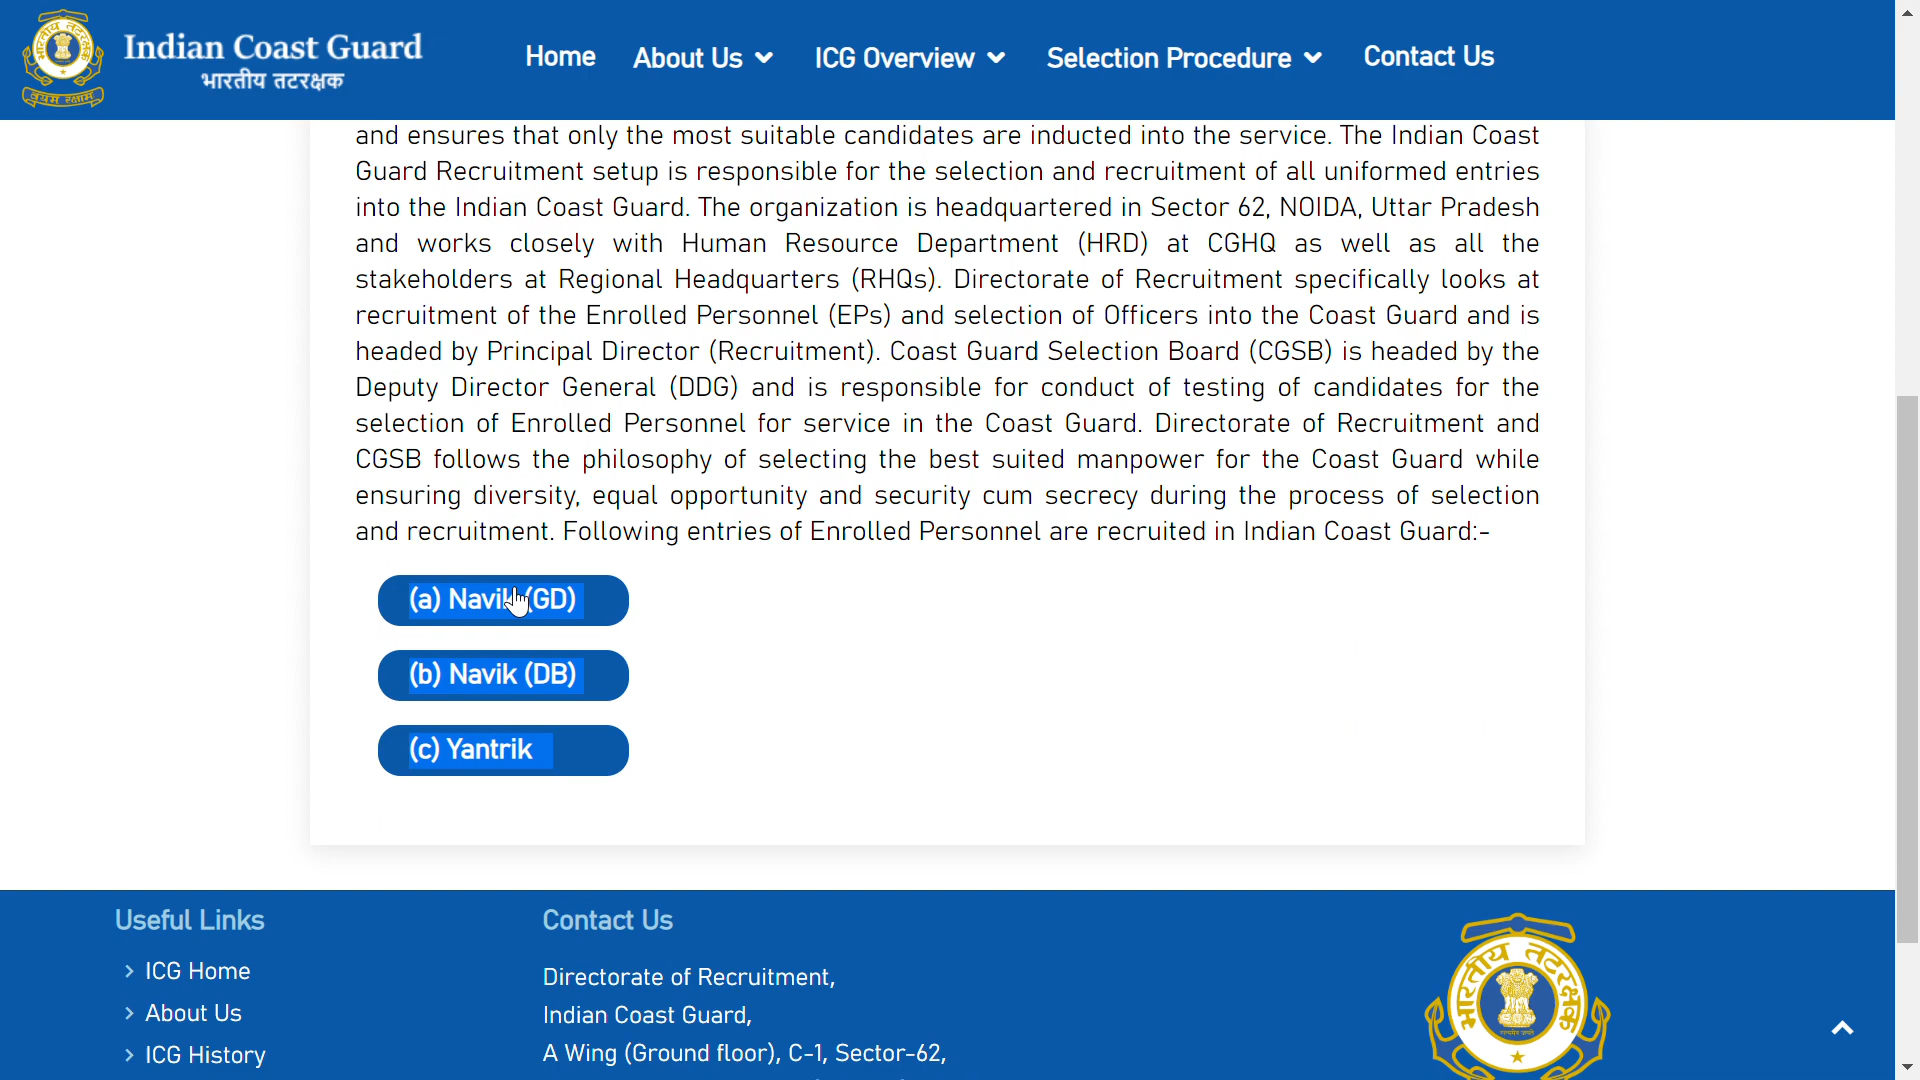 Indian Coast Guard
भारतीय तटरक्षक
Home
About Us
ICG Overview
Selection Procedure
Contact Us
and ensures that only the most suitable candidates are inducted into the service. The Indian Coast
Guard Recruitment setup is responsible for the selection and recruitment of all uniformed entries
into the Indian Coast Guard. The organization is headquartered in Sector 62, NOIDA, Uttar Pradesh
and works closely with Human Resource Department (HRD) at CGHQ as well as all the
stakeholders at Regional Headquarters (RHQs). Directorate of Recruitment specifically looks at
recruitment of the Enrolled Personnel (EPs) and selection of Officers into the Coast Guard and is
headed by Principal Director (Recruitment). Coast Guard Selection Board (CGSB) is headed by the
Deputy Director General (DDG) and is responsible for conduct of testing of candidates for the
selection of Enrolled Personnel for service in the Coast Guard. Directorate of Recruitment and
CGSB follows the philosophy of selecting the best suited manpower for the Coast Guard while
ensuring diversity, equal opportunity and security cum secrecy during the process of selection
and recruitment. Following entries of Enrolled Personnel are recruited in Indian Coast Guard:-
(a) Navik (GD)
(b) Navik (DB)
(c) Yantrik
Useful Links
ICG Home
About Us
ICG History
Contact Us
Directorate of Recruitment,
Indian Coast Guard,
A Wing (Ground floor), C-1, Sector-62,
भारतीय तटरक्षक